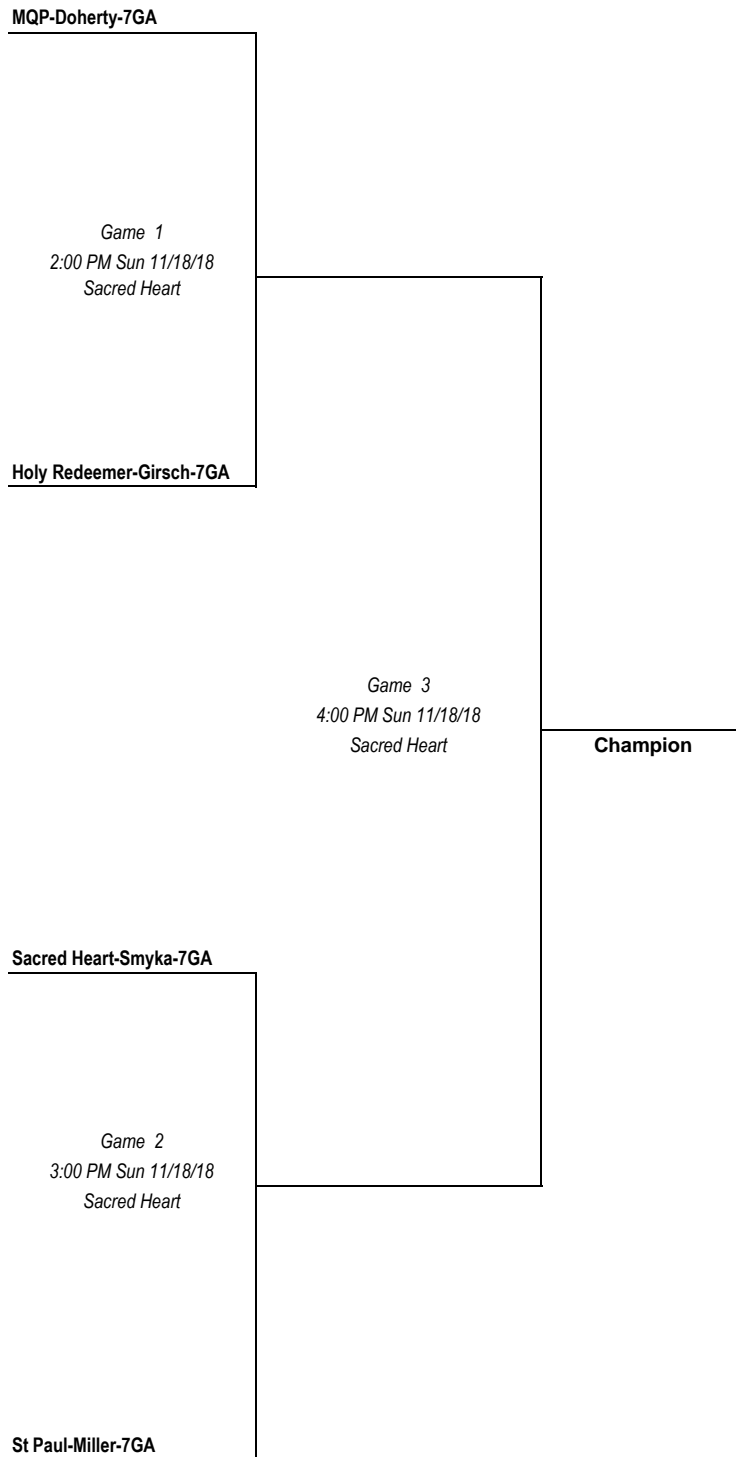 MQP-Doherty-7GA
Game 1
2:00 PM Sun 11/18/18
Sacred Heart
Holy Redeemer-Girsch-7GA
Game 3
4:00 PM Sun 11/18/18
Sacred Heart
Champion
Sacred Heart-Smyka-7GA
Game 2
3:00 PM Sun 11/18/18
Sacred Heart
St Paul-Miller-7GA